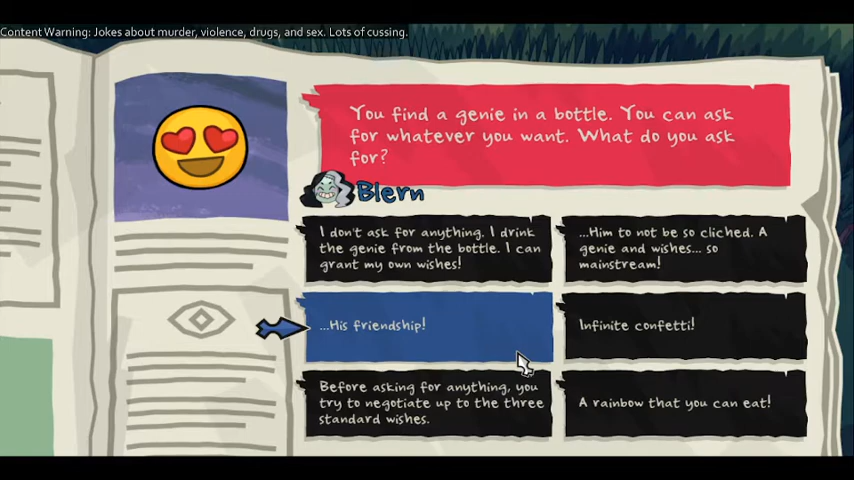 Content Warning: Jokes about murder, violence, drugs, and sex. Lots of cussing.
You find a genie in a bottle. You can ask
for whatever you want. What do you ask
for?
Blern
I don't ask for anything. I drink
the genie from the bottle. I can
grant my own wishes!
...Him to not be so cliched. A
genie and wishes... so
mainstream!
...His friendship!
Infinite confetti!
Before asking for anything, you
try to negotiate up to the three
standard wishes.
A rainbow that you can eat!